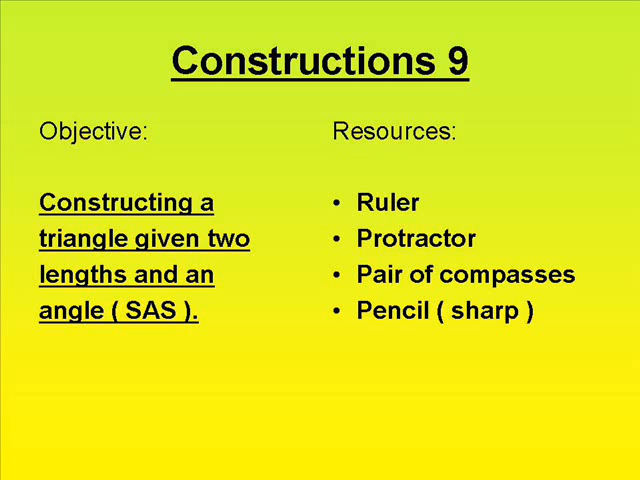 Constructions 9
Objective:
Constructing a
triangle given two
lengths and an
angle ( SAS ).
Resources:
• Ruler
• Protractor
• Pair of compasses
• Pencil ( sharp )